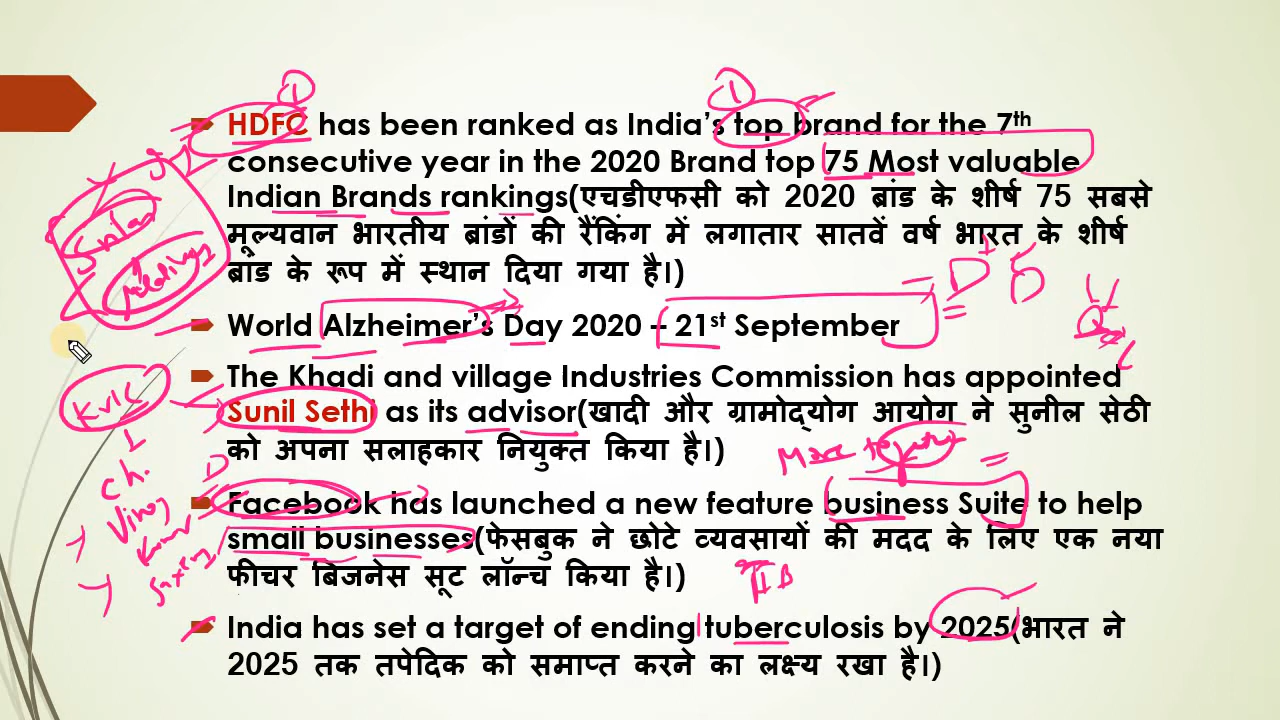 HDFC has been ranked as India's top brand for the 7th
consecutive year in the 2020 Brand top 75 Most valuable
Indian Brands rankings(एचडीएफसी को 2020 ब्रांड के शीर्ष 75 सबसे
मूल्यवान भारतीय ब्रांडों की रैंकिंग में लगातार सातवें वर्ष भारत के शीर्ष
ब्रांड के रूप में स्थान दिया गया है।)
World Alzheimer's Day 2020 – 21st September
The Khadi and village Industries Commission has appointed
KVIC
Sunil Sethi as its advisor(खादी और ग्रामोद्योग आयोग ने सुनील सेठी
को अपना सलाहकार नियुक्त किया है।)
Ch.
Facebook has launched a new feature business Suite to help
small businesses(फेसबुक ने छोटे व्यवसायों की मदद के लिए एक नया
फीचर बिजनेस सूट लॉन्च किया है।)
TB
India has set a target of ending tuberculosis by 2025(भारत ने
2025 तक तपेदिक को समाप्त करने का लक्ष्य रखा है।)